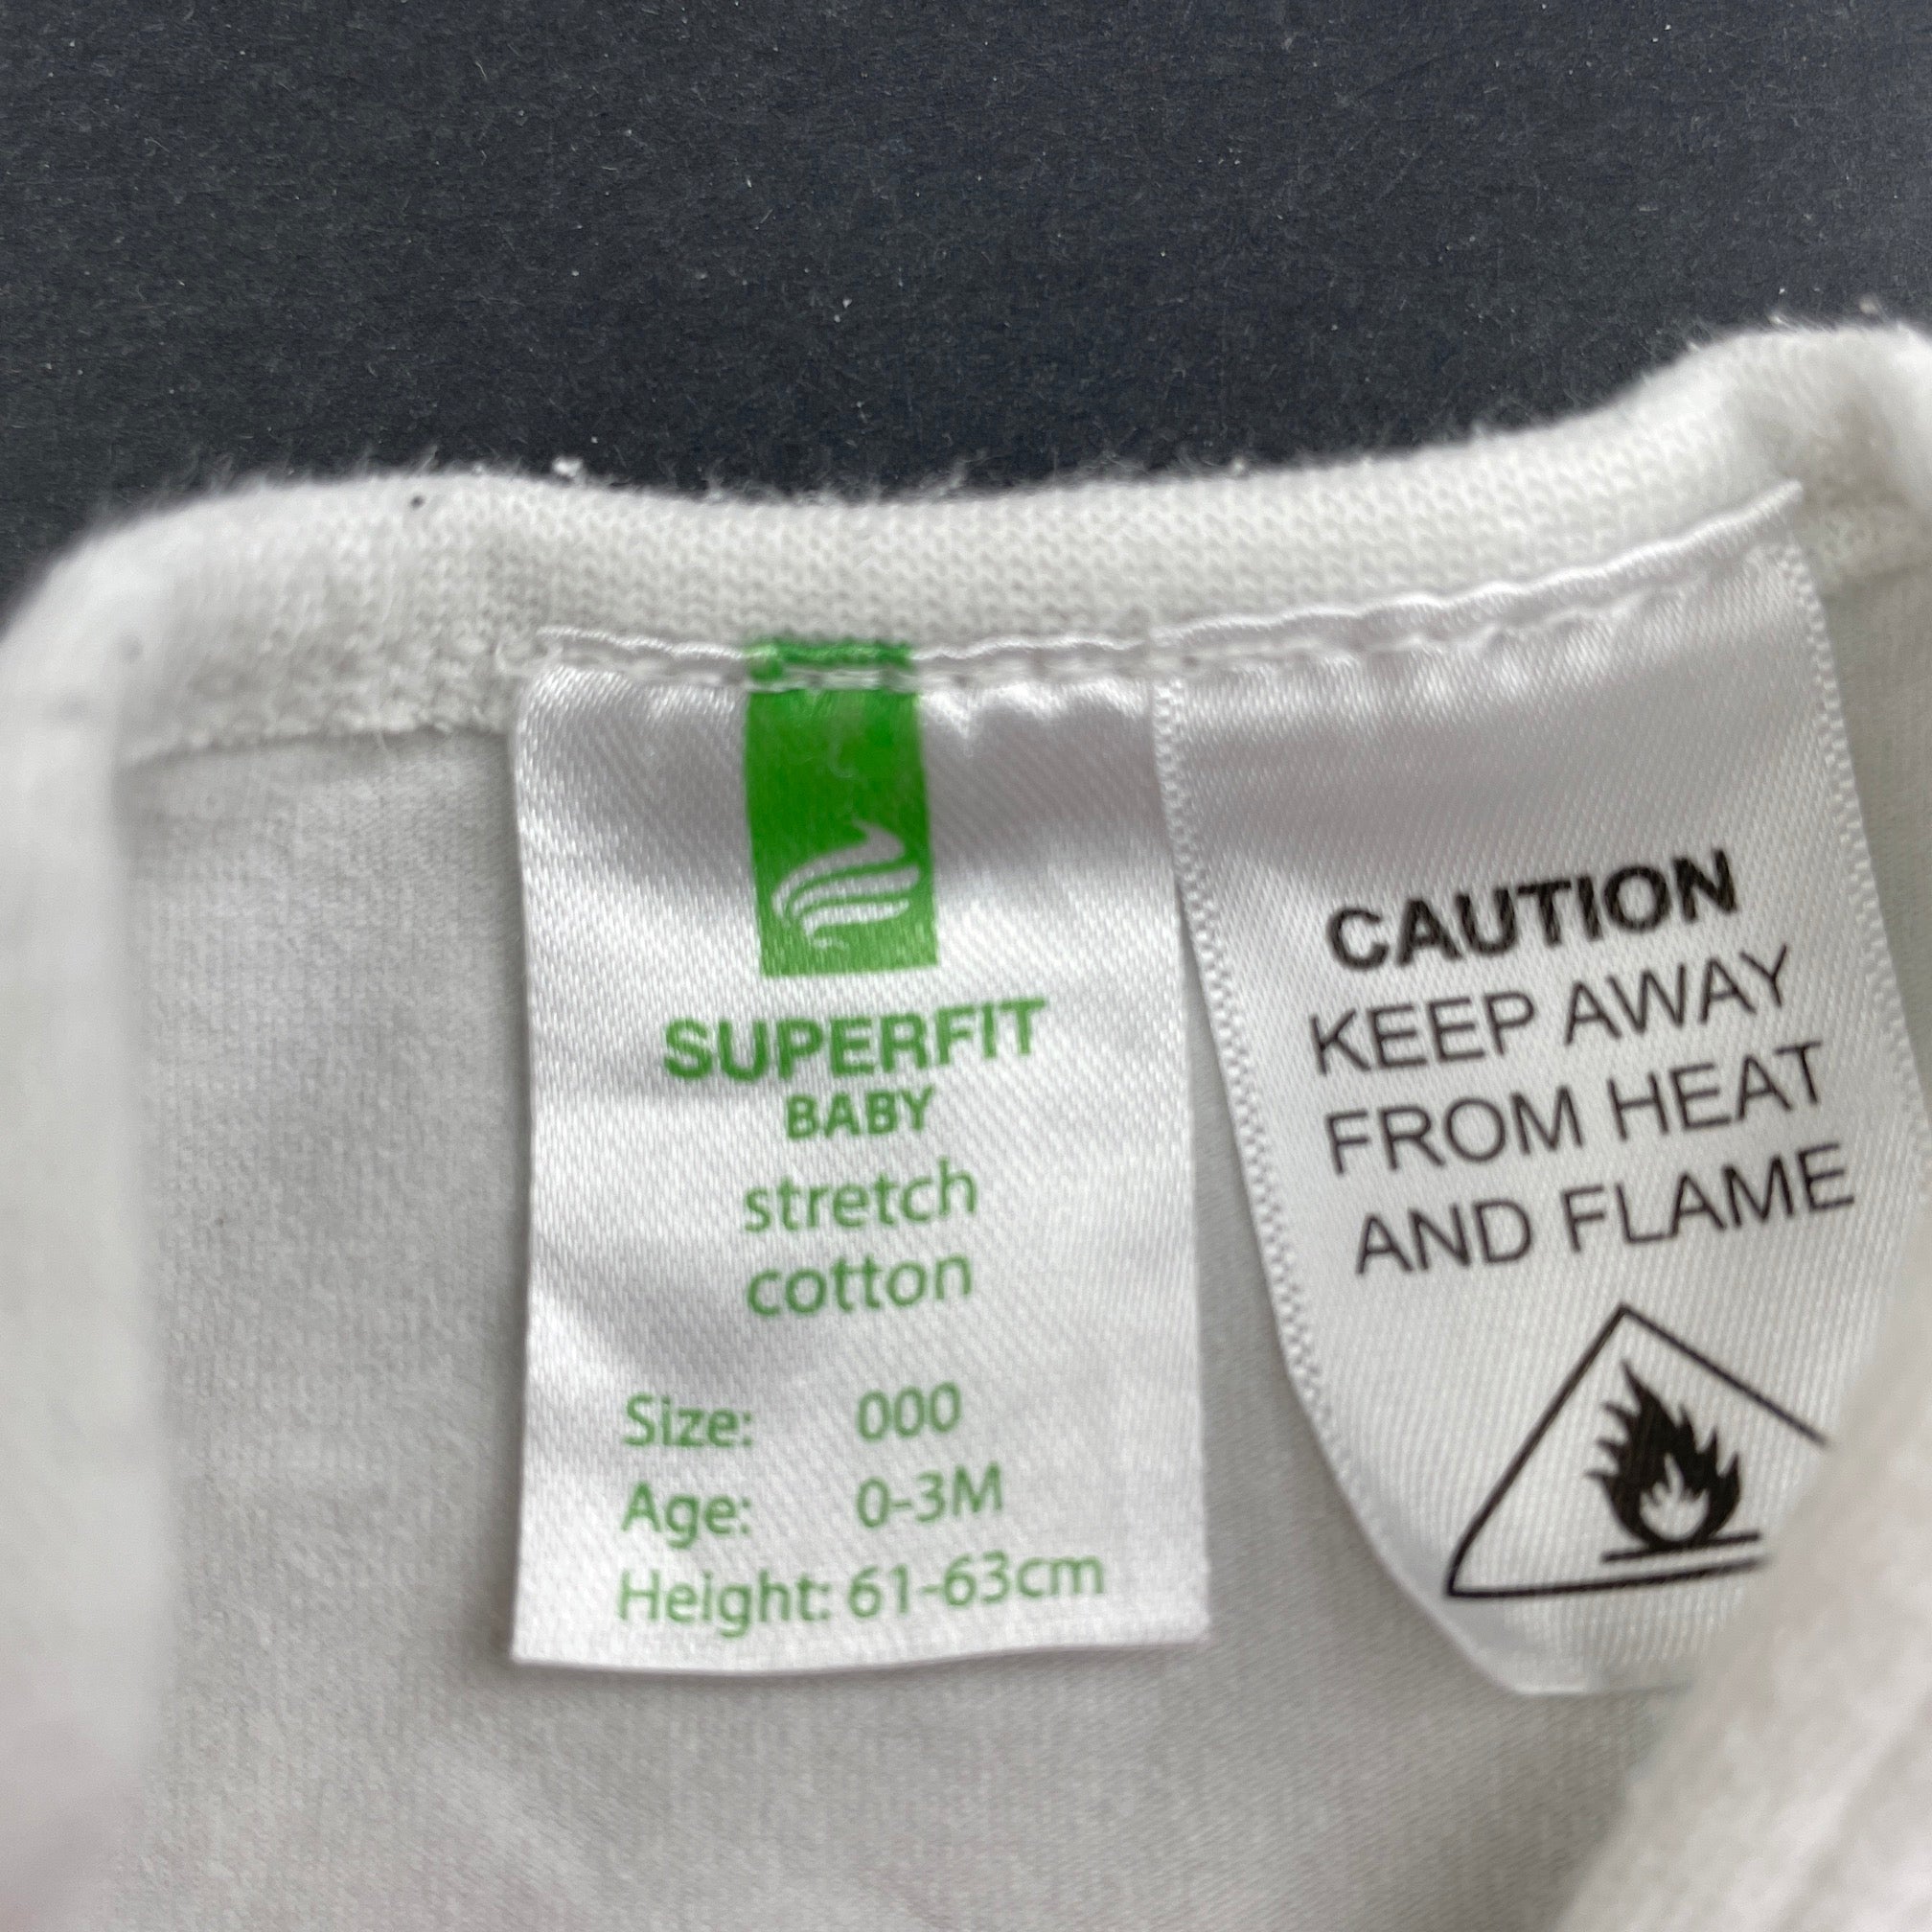 SUPERFIT
BABY
stretch
cotton
Size: 000
Age: 0-3M
Height: 61-63cm
CAUTION
KEEP AWAY
FROM HEAT
AND FLAME